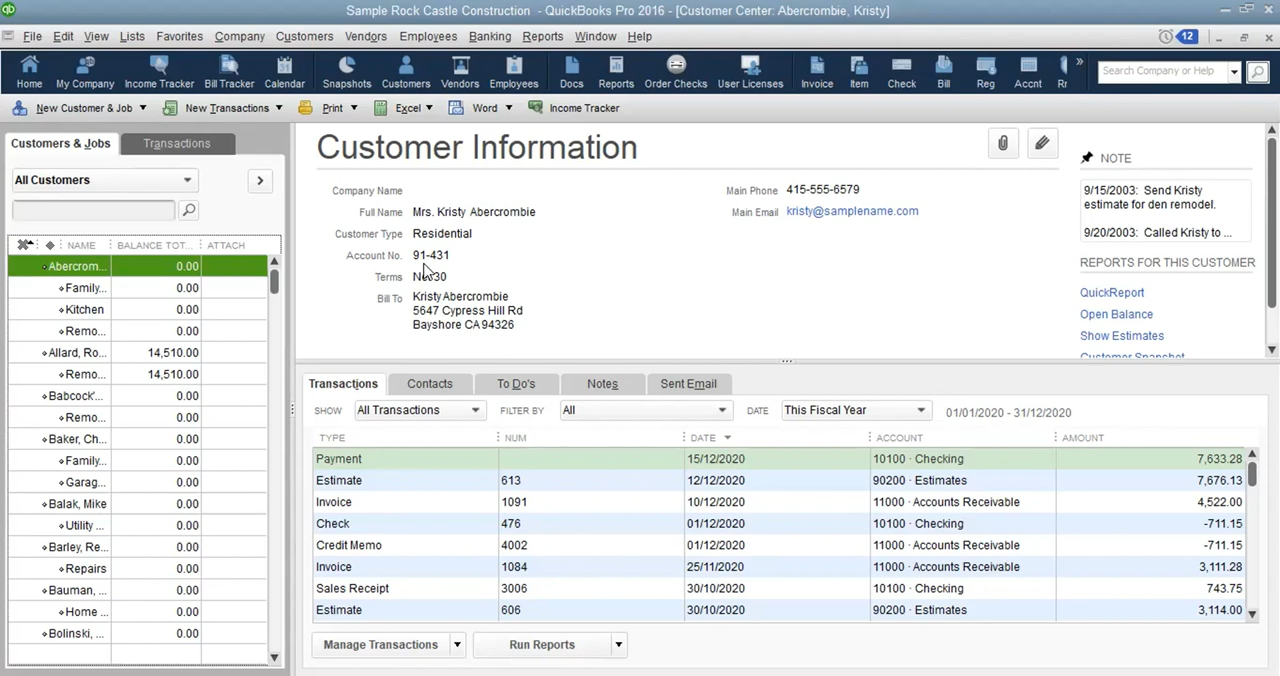 Sample Rock Castle Construction - QuickBooks Pro 2016 - [Customer Center: Abercrombie, Kristy]
File Edit View Lists Favorites Company Customers Vendors Employees Banking Reports Window Help 12
Home My Company Income Tracker Bill Tracker Calendar Snapshots Customers Vendors Employees Docs Reports Order Checks User Licenses Invoice Item Check Bill Reg Accnt » Search Company or Help
New Customer & Job New Transactions Print Excel Word Income Tracker
Customers & Jobs Transactions
All Customers
NAME BALANCE TOT... ATTACH
Abercrom... 0.00
Family... 0.00
Kitchen 0.00
Remo... 0.00
Allard, Ro... 14,510.00
Remo... 14,510.00
Babcock'... 0.00
Remo... 0.00
Baker, Ch... 0.00
Family... 0.00
Garag... 0.00
Balak, Mike 0.00
Utility ... 0.00
Barley, Re... 0.00
Repairs 0.00
Bauman, ... 0.00
Home ... 0.00
Bolinski, ... 0.00
Customer Information
Company Name
Full Name Mrs. Kristy Abercrombie
Customer Type Residential
Account No. 91-431
Terms 30
Bill To Kristy Abercrombie
5647 Cypress Hill Rd
Bayshore CA 94326
Main Phone 415-555-6579
Main Email kristy@samplename.com
NOTE
9/15/2003: Send Kristy
estimate for den remodel.
9/20/2003: Called Kristy to ...
REPORTS FOR THIS CUSTOMER
QuickReport
Open Balance
Show Estimates
Customer Snapshot
Transactions Contacts To Do's Notes Sent Email
SHOW All Transactions FILTER BY All DATE This Fiscal Year 01/01/2020 - 31/12/2020
TYPE NUM DATE ACCOUNT AMOUNT
Payment 15/12/2020 10100 · Checking 7,633.28
Estimate 613 12/12/2020 90200 · Estimates 7,676.13
Invoice 1091 10/12/2020 11000 · Accounts Receivable 4,522.00
Check 476 01/12/2020 10100 · Checking -711.15
Credit Memo 4002 01/12/2020 11000 · Accounts Receivable -711.15
Invoice 1084 25/11/2020 11000 · Accounts Receivable 3,111.28
Sales Receipt 3006 30/10/2020 10100 · Checking 743.75
Estimate 606 30/10/2020 90200 · Estimates 3,114.00
Manage Transactions Run Reports